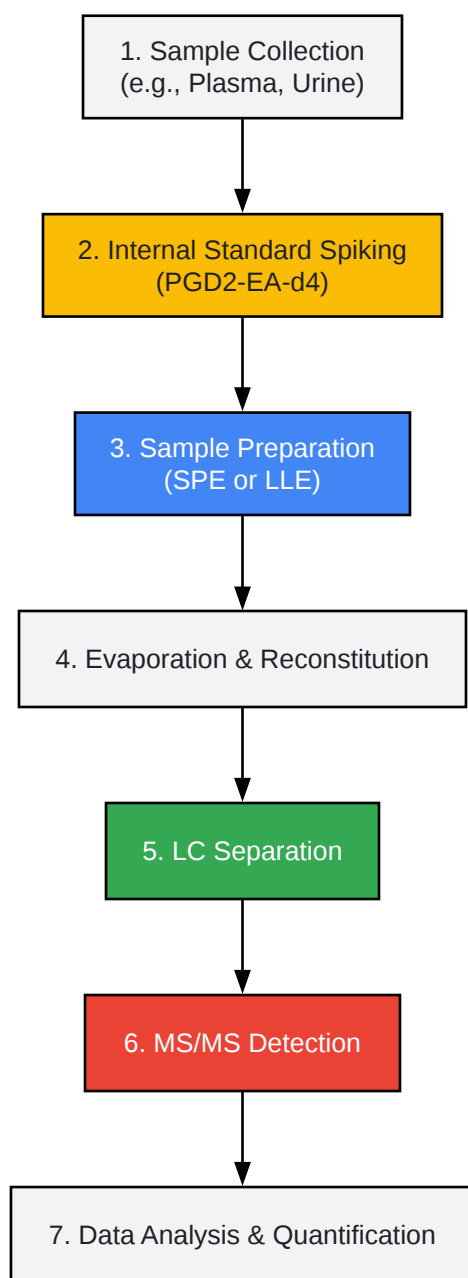 1. Sample Collection
(e.g., Plasma, Urine)
2. Internal Standard Spiking
(PGD2-EA-d4)
3. Sample Preparation
(SPE or LLE)
4. Evaporation & Reconstitution
5. LC Separation
6. MS/MS Detection
7. Data Analysis & Quantification